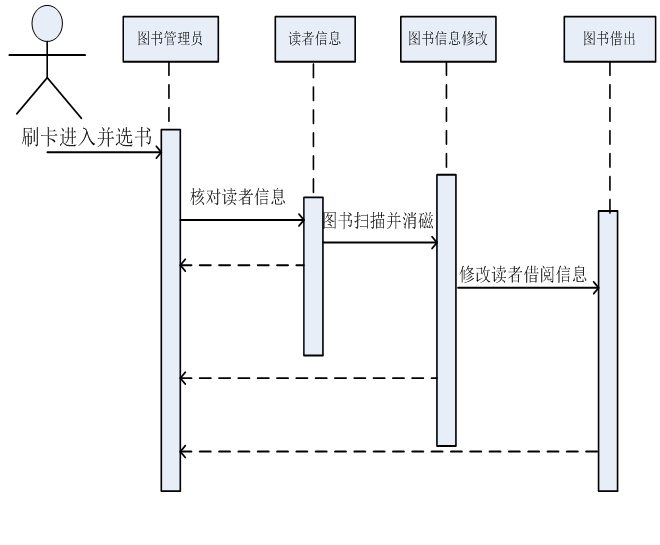 图书管理员
读者信息
图书信息修改
图书借出
刷卡进入并选书
核对读者信息
图书扫描并消磁
修改读者借阅信息